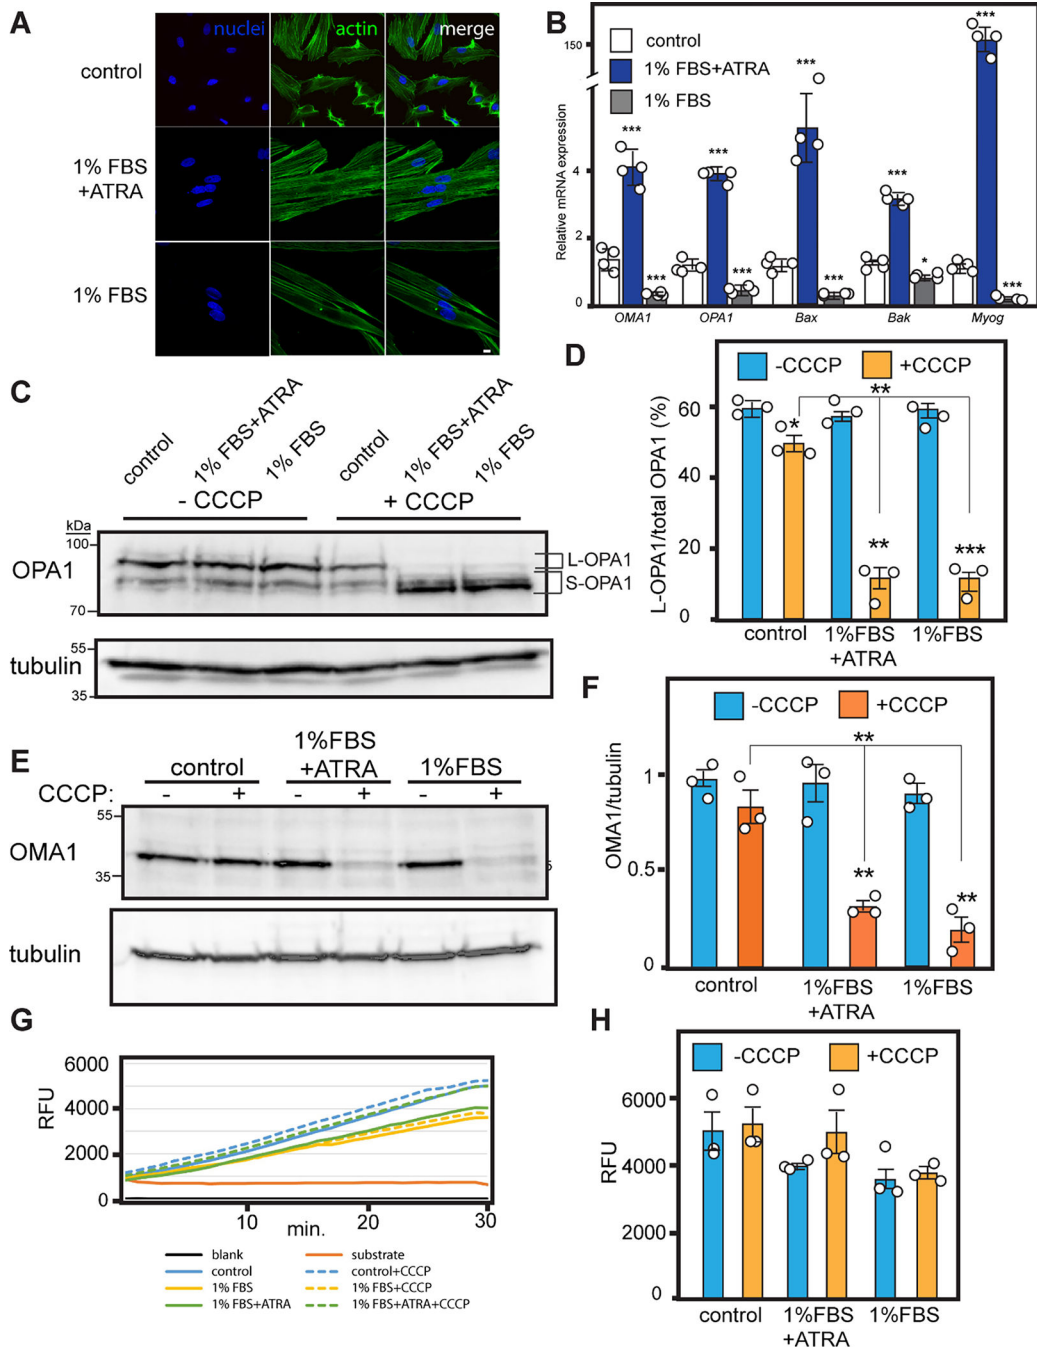 A
nuclei
actin
merge
control
1% FBS
+ATRA
1% FBS
B
control
1% FBS+ATRA
1% FBS
Relative mRNA expression
150
4
2
0
***
***
***
***
***
***
***
***
*
***
OMA1
OPA1
Bax
Bak
Myog
C
control
1% FBS+ATRA
1% FBS
control
1% FBS+ATRA
1% FBS
- CCCP
+ CCCP
kDa
100
OPA1
L-OPA1
S-OPA1
70
55
tubulin
35
D
-CCCP
+CCCP
L-OPA1/total OPA1 (%)
60
40
20
0
*
**
**
***
control
1%FBS
+ATRA
1%FBS
E
control
1%FBS
+ATRA
1%FBS
CCCP:
-
+
-
+
-
+
55
OMA1
35
5
tubulin
F
-CCCP
+CCCP
OMA1/tubulin
1
0.5
0
**
**
**
control
1%FBS
+ATRA
1%FBS
G
RFU
6000
4000
2000
0
10
20
30
min.
blank
substrate
control
control+CCCP
1% FBS
1% FBS+CCCP
1% FBS+ATRA
1% FBS+ATRA+CCCP
H
-CCCP
+CCCP
RFU
6000
4000
2000
0
control
1%FBS
+ATRA
1%FBS